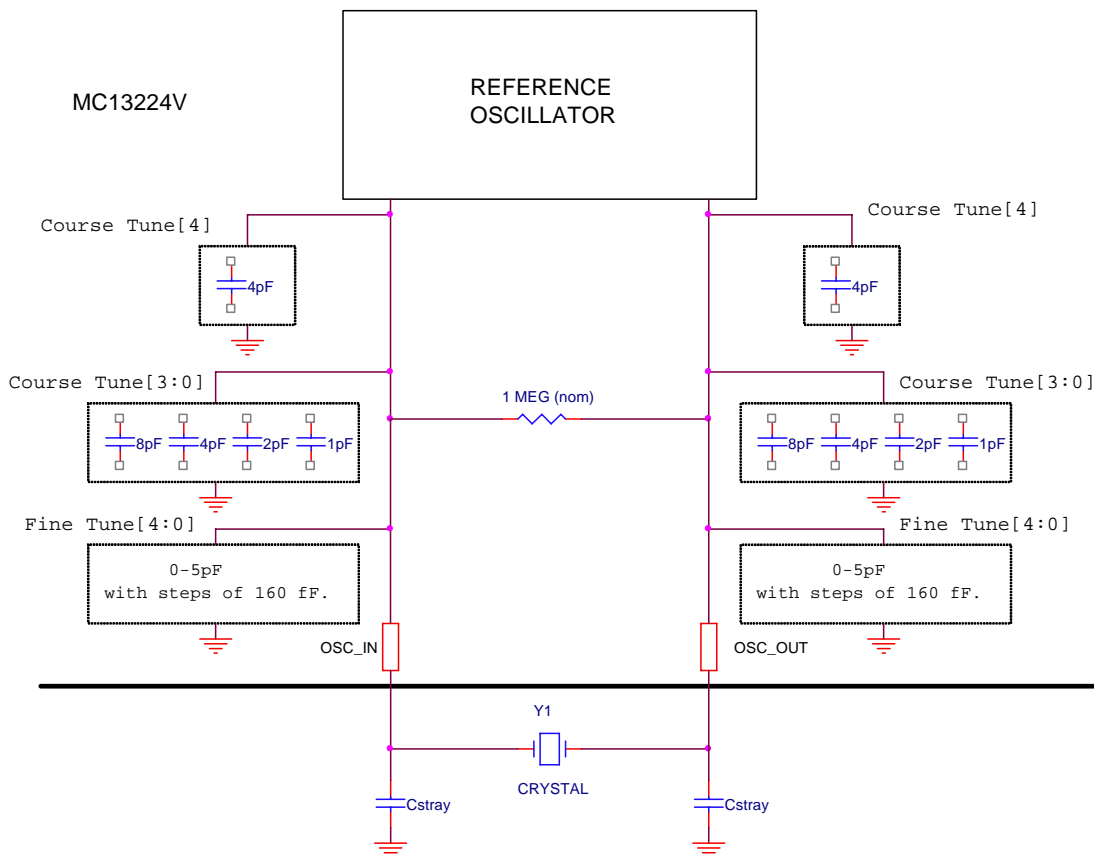 MC13224V
REFERENCE
OSCILLATOR
Course Tune[4]
Course Tune[4]
4pF
4pF
Course Tune[3:0]
Course Tune[3:0]
1 MEG (nom)
8pF 4pF 2pF 1pF
8pF 4pF 2pF 1pF
Fine Tune[4:0]
Fine Tune[4:0]
0-5pF
with steps of 160 fF.
0-5pF
with steps of 160 fF.
OSC_IN
OSC_OUT
Y1
CRYSTAL
Cstray
Cstray